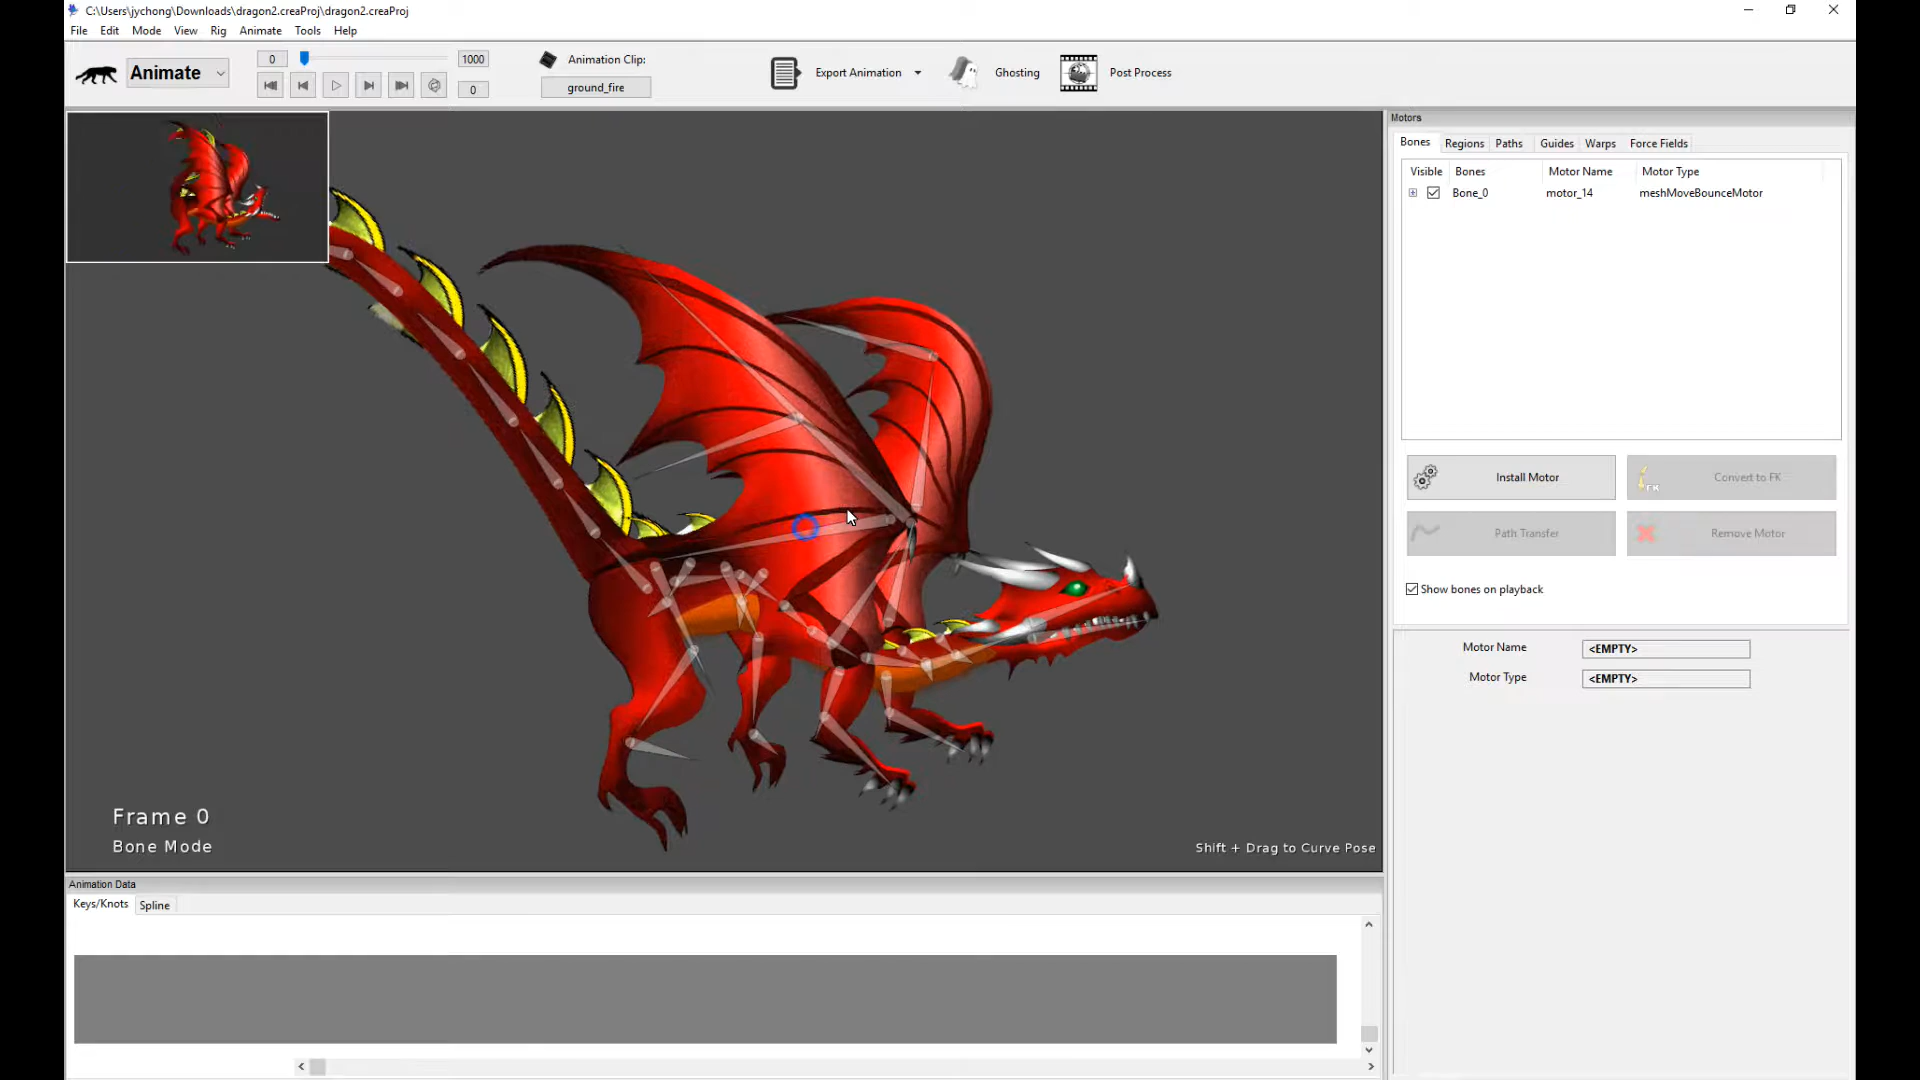 C:\Users\jychong\Downloads\dragon2.creaProj\dragon2.creaProj
File Edit Mode View Rig Animate Tools Help
Animate
0
1000
0
Animation Clip:
ground_fire
Export Animation
Ghosting
Post Process
Motors
Bones Regions Paths Guides Warps Force Fields
Visible Bones Motor Name Motor Type
Bone_0 motor_14 meshMoveBounceMotor
Install Motor
FK
Convert to FK
Path Transfer
Remove Motor
Show bones on playback
Motor Name <EMPTY>
Motor Type <EMPTY>
Frame 0
Bone Mode
Shift + Drag to Curve Pose
Animation Data
Keys/Knots Spline